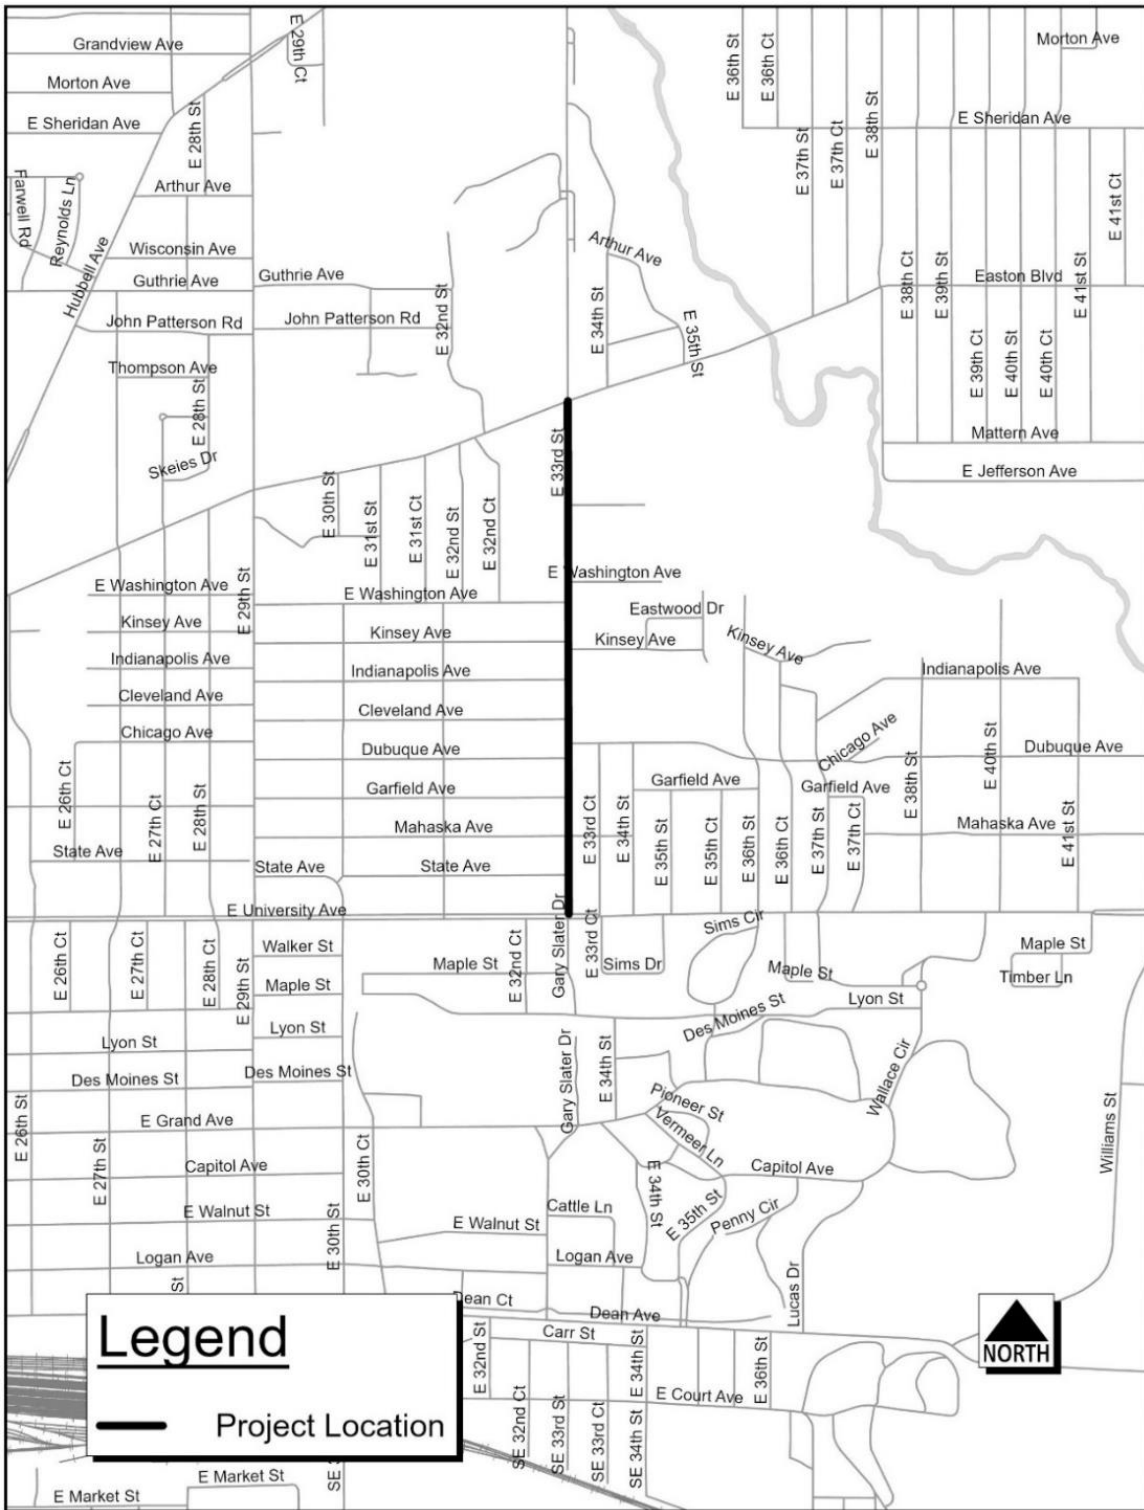 Grandview Ave
E 29th Ct
E 36th St
E 36th Ct
Morton Ave
Morton Ave
E Sheridan Ave
E 28th St
E 38th St
E Sheridan Ave
E 37th St
E 37th Ct
Farwell Rd
Reynolds Ln
Arthur Ave
E 41st Ct
Hubbell Ave
Wisconsin Ave
Arthur Ave
Guthrie Ave
Guthrie Ave
E 38th Ct
E 39th St
Easton Blvd
E 41st St
John Patterson Rd
John Patterson Rd
E 32nd St
E 34th St
E 35th St
Thompson Ave
E 28th St
E 39th Ct
E 40th St
E 40th Ct
Skeies Dr
E 33rd St
Mattern Ave
E Jefferson Ave
E 30th St
E 31st St
E 31st Ct
E 32nd St
E 32nd Ct
E Washington Ave
E 29th St
E Washington Ave
E Washington Ave
Eastwood Dr
Kinsey Ave
Kinsey Ave
Kinsey Ave
Kinsey Ave
Indianapolis Ave
Indianapolis Ave
Indianapolis Ave
Cleveland Ave
Cleveland Ave
Chicago Ave
Chicago Ave
Dubuque Ave
E 40th St
Dubuque Ave
E 26th Ct
E 27th Ct
E 28th St
Garfield Ave
Garfield Ave
Garfield Ave
E 38th St
Mahaska Ave
E 33rd Ct
E 34th St
E 35th St
E 35th Ct
E 36th St
E 36th Ct
E 37th St
E 37th Ct
Mahaska Ave
E 41st St
State Ave
State Ave
State Ave
E University Ave
Gary Slater Dr
E 33rd Ct
Sims Cir
E 26th Ct
E 27th Ct
E 28th Ct
E 29th St
Walker St
Maple St
E 32nd Ct
Sims Dr
Maple St
Maple St
Timber Ln
Maple St
Lyon St
Des Moines St
Lyon St
Lyon St
Gary Slater Dr
E 34th St
Wallace Cir
Des Moines St
Des Moines St
E 26th St
E Grand Ave
Pioneer St
Vermeer Ln
Williams St
E 27th St
Capitol Ave
E 30th Ct
E 34th St
Capitol Ave
E Walnut St
E 30th St
E Walnut St
Cattle Ln
E 35th St
Penny Cir
Logan Ave
Logan Ave
St
Lucas Dr
Dean Ct
Dean Ave
Legend
Project Location
E 32nd St
Carr St
E 34th St
E 36th St
NORTH
E Court Ave
SE 32nd Ct
SE 33rd St
SE 33rd Ct
SE 34th St
SE
E Market St
E Market St